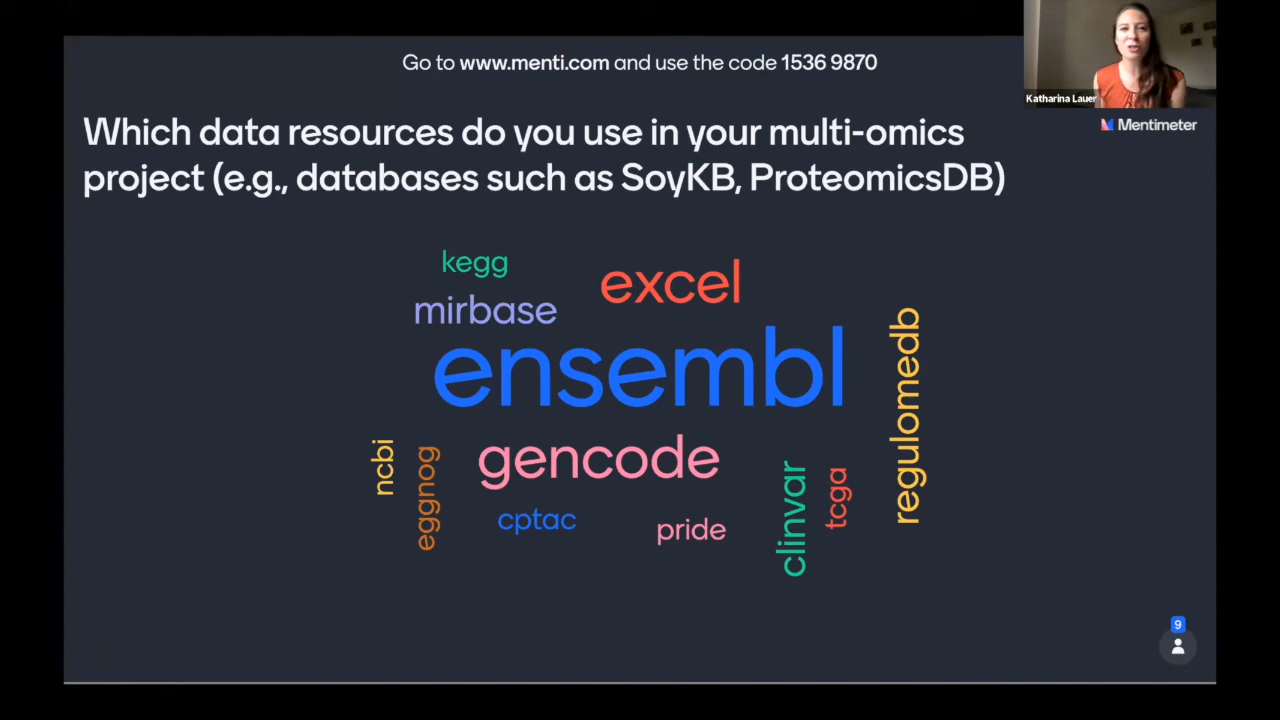 Go to www.menti.com and use the code 1536 9870
Katharina Lauer
Mentimeter
Which data resources do you use in your multi-omics
project (e.g., databases such as SoyKB, ProteomicsDB)
kegg
excel
mirbase
ensembl
regulomedb
ncbi
eggnog
gencode
clinvar
tcga
cptac
pride
9